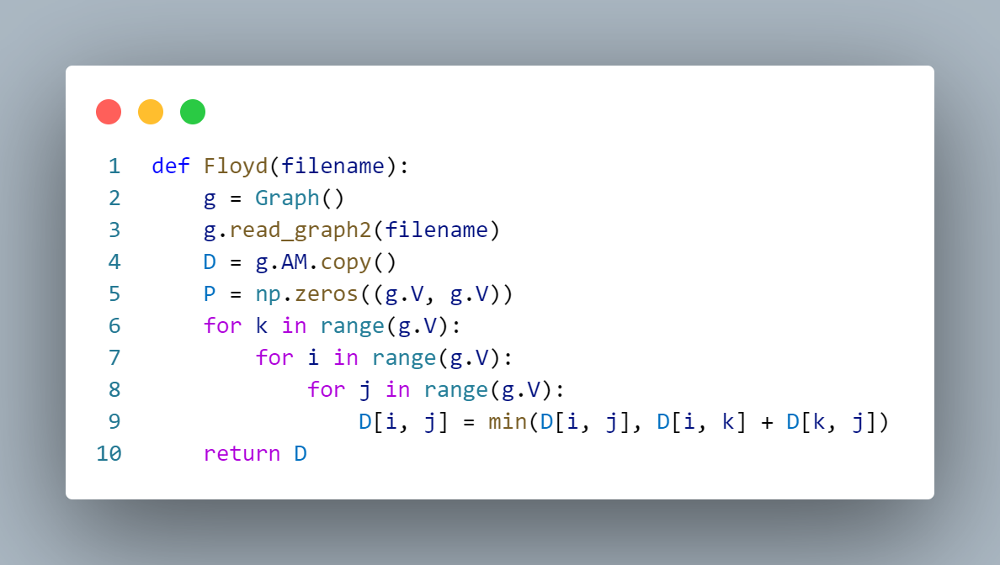 1 def Floyd(filename):
2     g = Graph()
3     g.read_graph2(filename)
4     D = g.AM.copy()
5     P = np.zeros((g.V, g.V))
6     for k in range(g.V):
7         for i in range(g.V):
8             for j in range(g.V):
9                 D[i, j] = min(D[i, j], D[i, k] + D[k, j])
10     return D